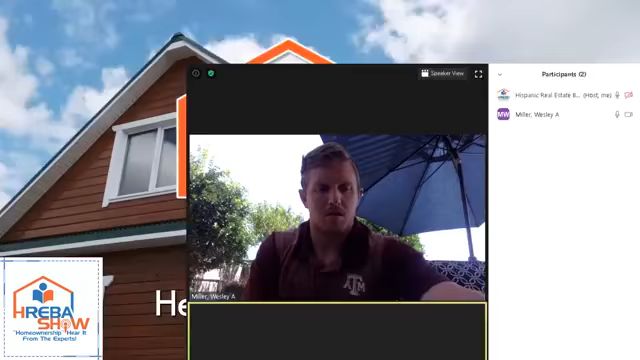 Speaker View
Participants (2)
Hispanic Real Estate B... (Host, me)
MW Miller, Wesley A
ATM
Miller, Wesley A
He
HREBA
SHOW
"Homeownership" Hear It
From The Experts!